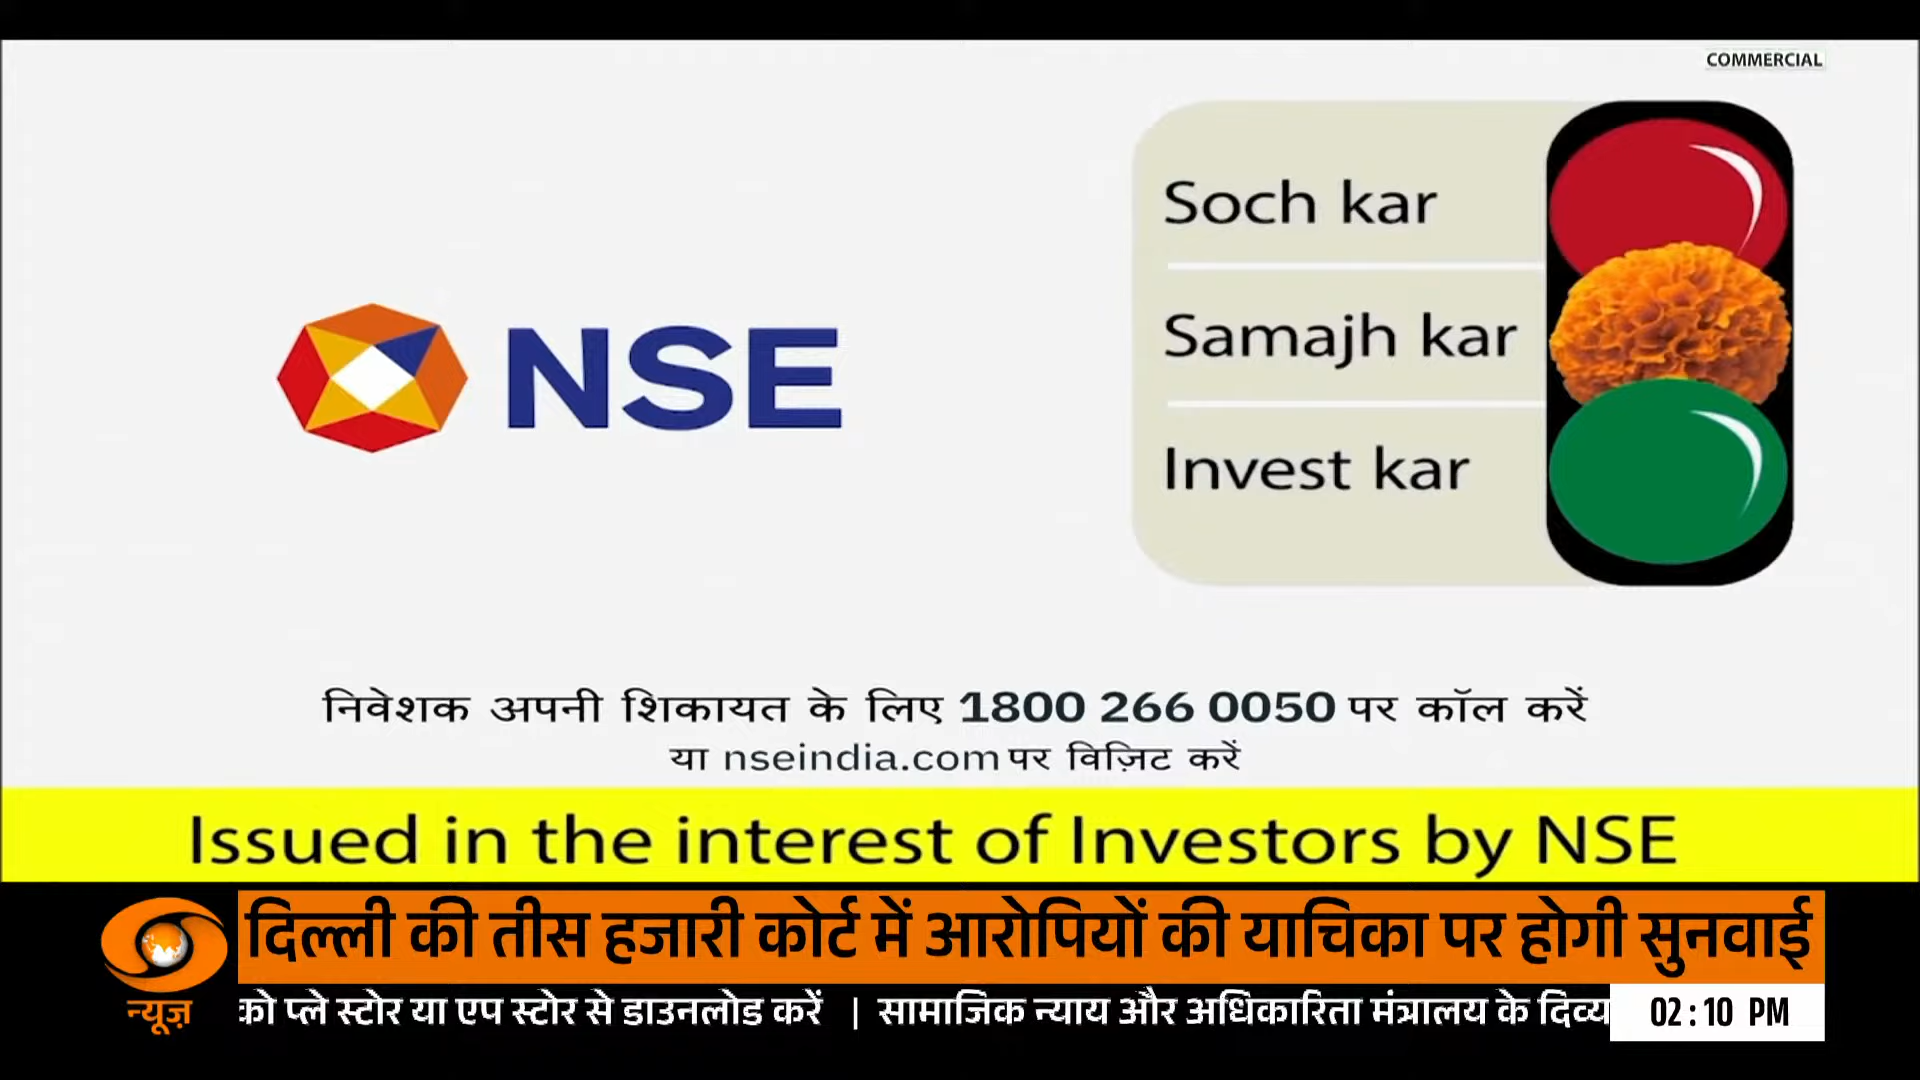 COMMERCIAL
Soch kar
Samajh kar
Invest kar
NSE
निवेशक अपनी शिकायत के लिए 1800 266 0050 पर कॉल करें
या nseindia.com पर विज़िट करें
Issued in the interest of Investors by NSE
दिल्ली की तीस हजारी कोर्ट में आरोपियों की याचिका पर होगी सुनवाई
न्यूज़
को प्ले स्टोर या एप स्टोर से डाउनलोड करें | सामाजिक न्याय और अधिकारिता मंत्रालय के दिव्य
02:10 PM